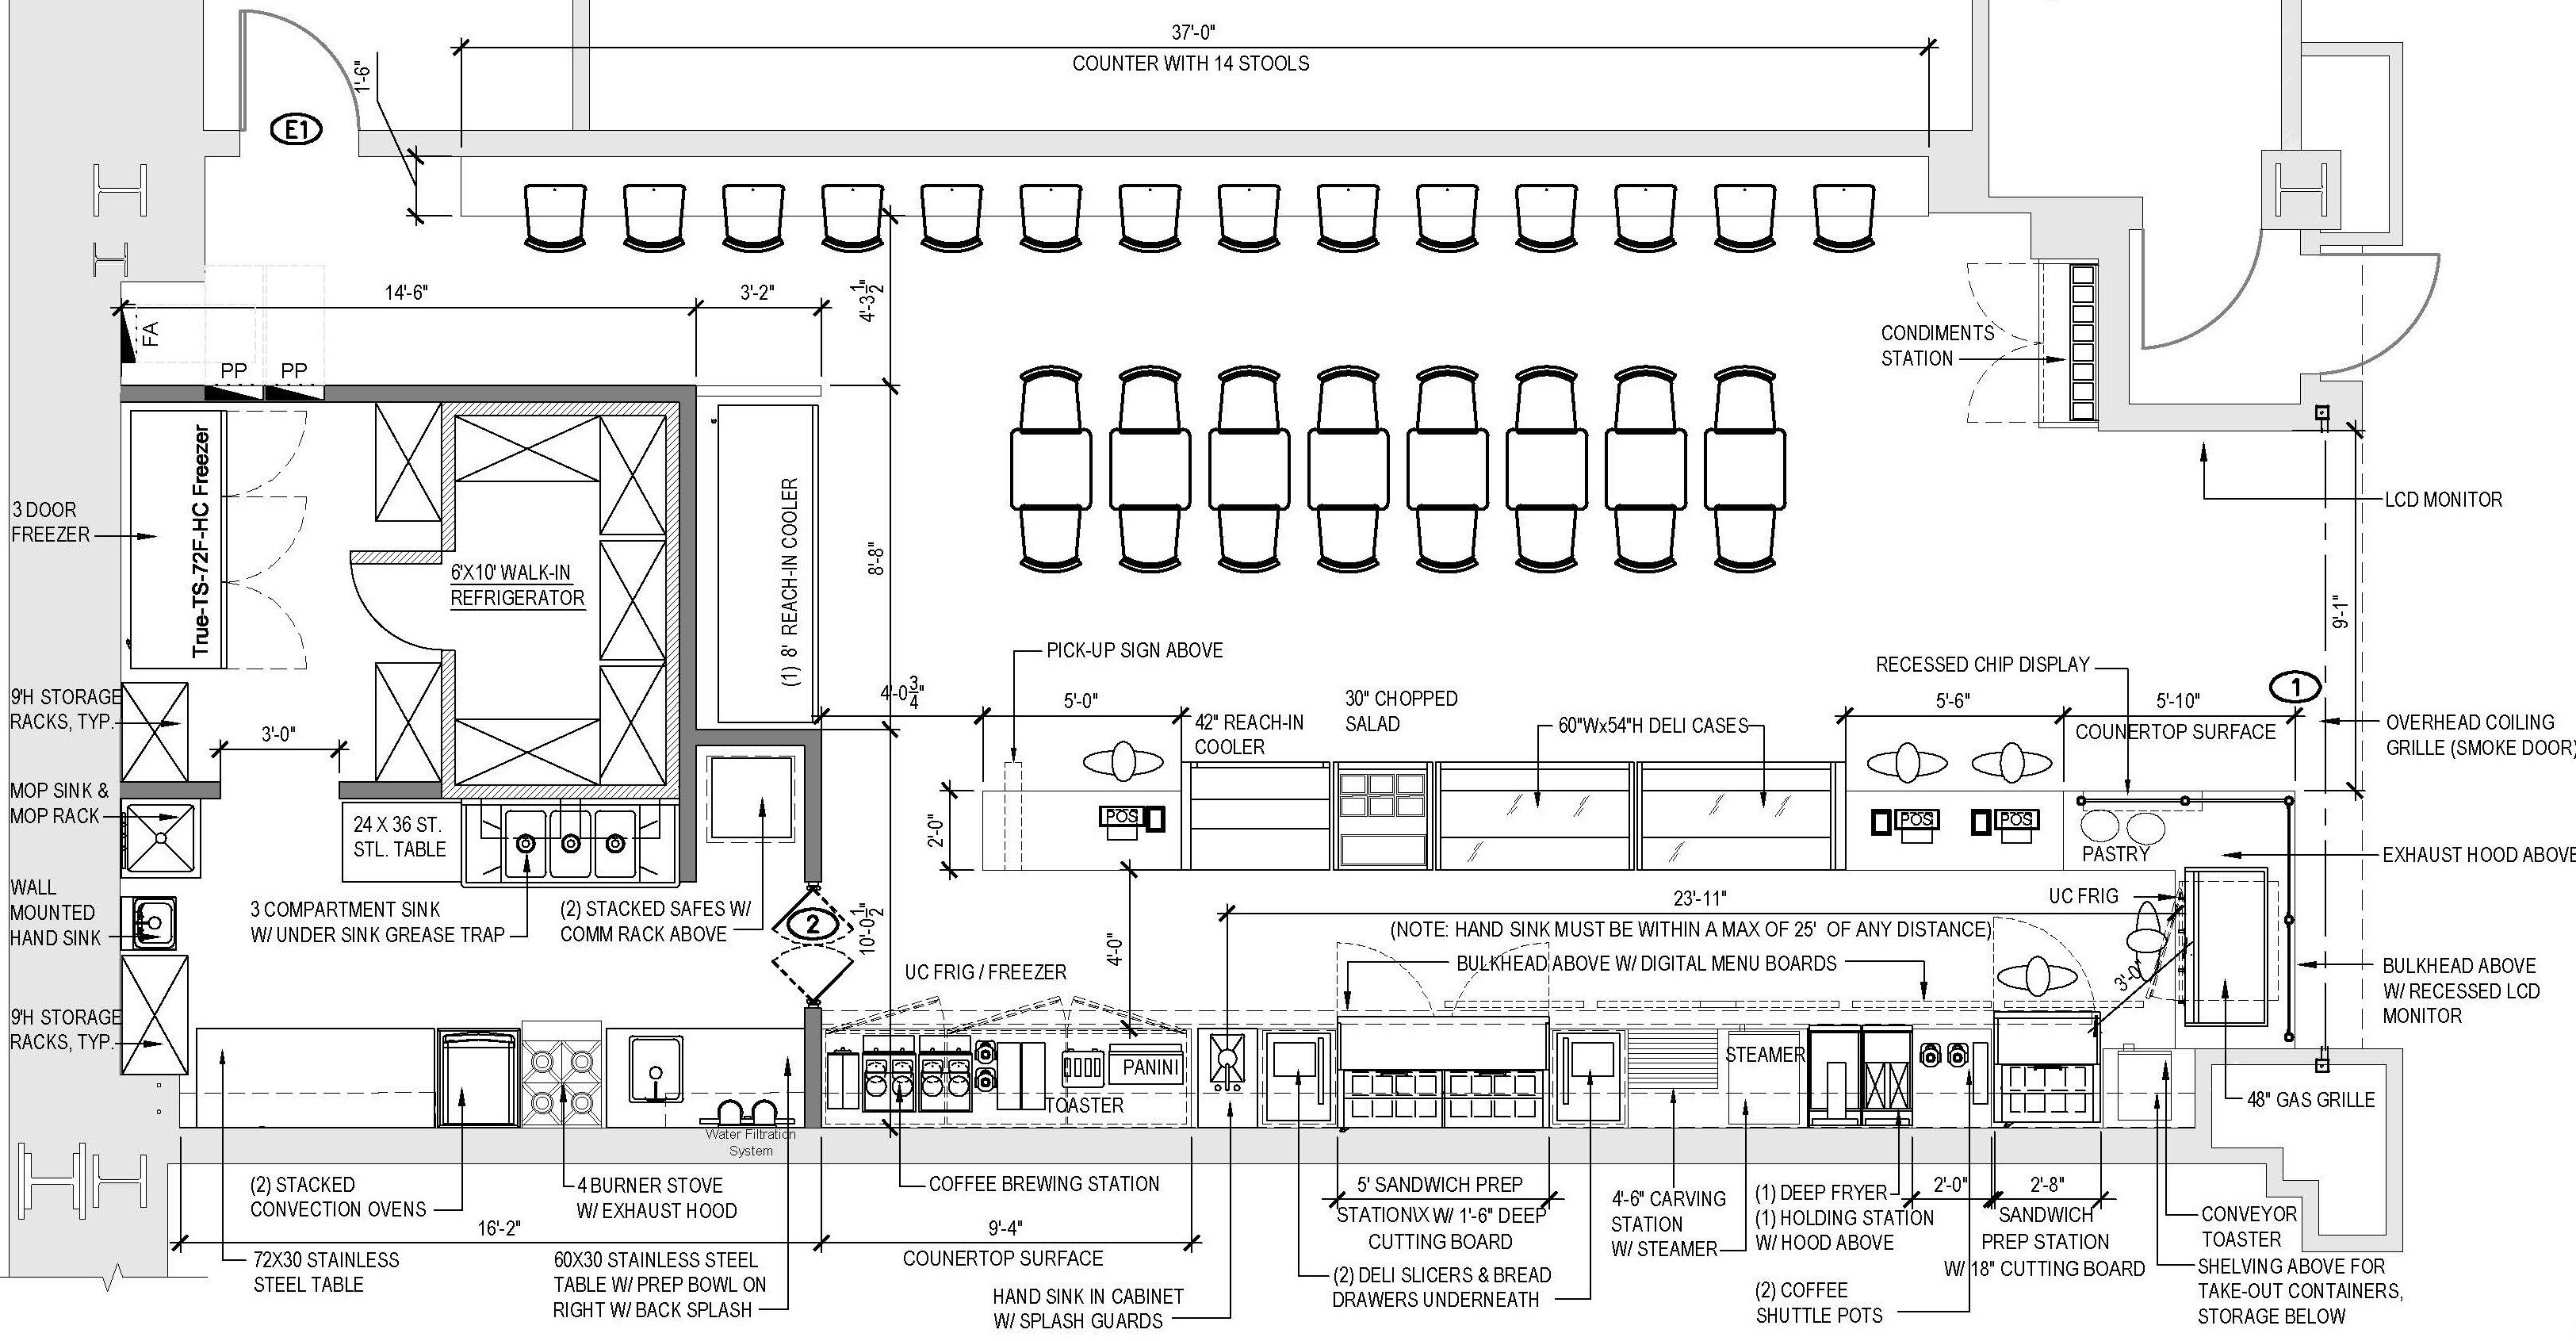 37'-0"
COUNTER WITH 14 STOOLS
1'-6"
E1
14'-6"
3'-2"
4'-3 1/2"
FA
PP
PP
CONDIMENTS
STATION
3 DOOR
FREEZER
True-TS-72F-HC Freezer
6'X10' WALK-IN
REFRIGERATOR
(1) 8' REACH-IN COOLER
8'-8"
LCD MONITOR
9'-1"
PICK-UP SIGN ABOVE
RECESSED CHIP DISPLAY
1
9'H STORAGE
RACKS, TYP.
3'-0"
4'-0 3/4"
5'-0"
42" REACH-IN
COOLER
30" CHOPPED
SALAD
60"Wx54"H DELI CASES
5'-6"
5'-10"
COUNERTOP SURFACE
OVERHEAD COILING
GRILLE (SMOKE DOOR)
MOP SINK &
MOP RACK
24 X 36 ST.
STL. TABLE
2'-0"
POS
POS
POS
PASTRY
EXHAUST HOOD ABOVE
WALL
MOUNTED
HAND SINK
3 COMPARTMENT SINK
W/ UNDER SINK GREASE TRAP
(2) STACKED SAFES W/
COMM RACK ABOVE
2
10'-0 1/2"
4'-0"
23'-11"
(NOTE: HAND SINK MUST BE WITHIN A MAX OF 25' OF ANY DISTANCE)
UC FRIG
BULKHEAD ABOVE W/ DIGITAL MENU BOARDS
3'-0"
BULKHEAD ABOVE
W/ RECESSED LCD
MONITOR
UC FRIG / FREEZER
9'H STORAGE
RACKS, TYP.
PANINI
TOASTER
STEAMER
48" GAS GRILLE
Water Filtration
System
(2) STACKED
CONVECTION OVENS
4 BURNER STOVE
W/ EXHAUST HOOD
COFFEE BREWING STATION
5' SANDWICH PREP
STATION\X W/ 1'-6" DEEP
CUTTING BOARD
4'-6" CARVING
STATION
W/ STEAMER
(1) DEEP FRYER
(1) HOLDING STATION
W/ HOOD ABOVE
2'-0"
2'-8"
SANDWICH
PREP STATION
W/ 18" CUTTING BOARD
CONVEYOR
TOASTER
16'-2"
9'-4"
COUNERTOP SURFACE
72X30 STAINLESS
STEEL TABLE
60X30 STAINLESS STEEL
TABLE W/ PREP BOWL ON
RIGHT W/ BACK SPLASH
HAND SINK IN CABINET
W/ SPLASH GUARDS
(2) DELI SLICERS & BREAD
DRAWERS UNDERNEATH
(2) COFFEE
SHUTTLE POTS
SHELVING ABOVE FOR
TAKE-OUT CONTAINERS,
STORAGE BELOW